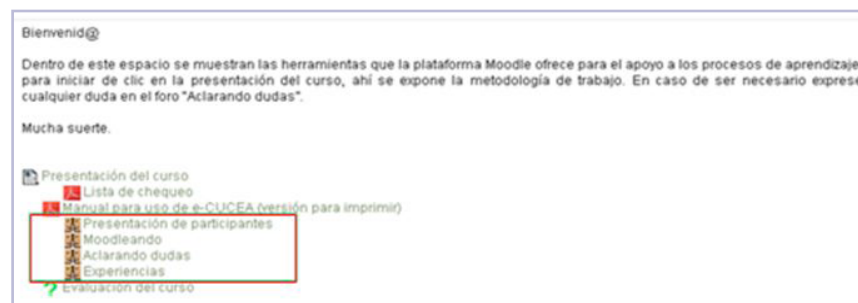 Bienvenid@
Dentro de este espacio se muestran las herramientas que la plataforma Moodle ofrece para el apoyo a los procesos de aprendizaje
para iniciar de clic en la presentación del curso, ahí se expone la metodología de trabajo. En caso de ser necesario exprese
cualquier duda en el foro "Aclarando dudas".
Mucha suerte.
Presentación del curso
Lista de chequeo
Manual para uso de e-CUCEA (versión para imprimir)
Presentación de participantes
Moodleando
Aclarando dudas
Experiencias
Evaluación del curso